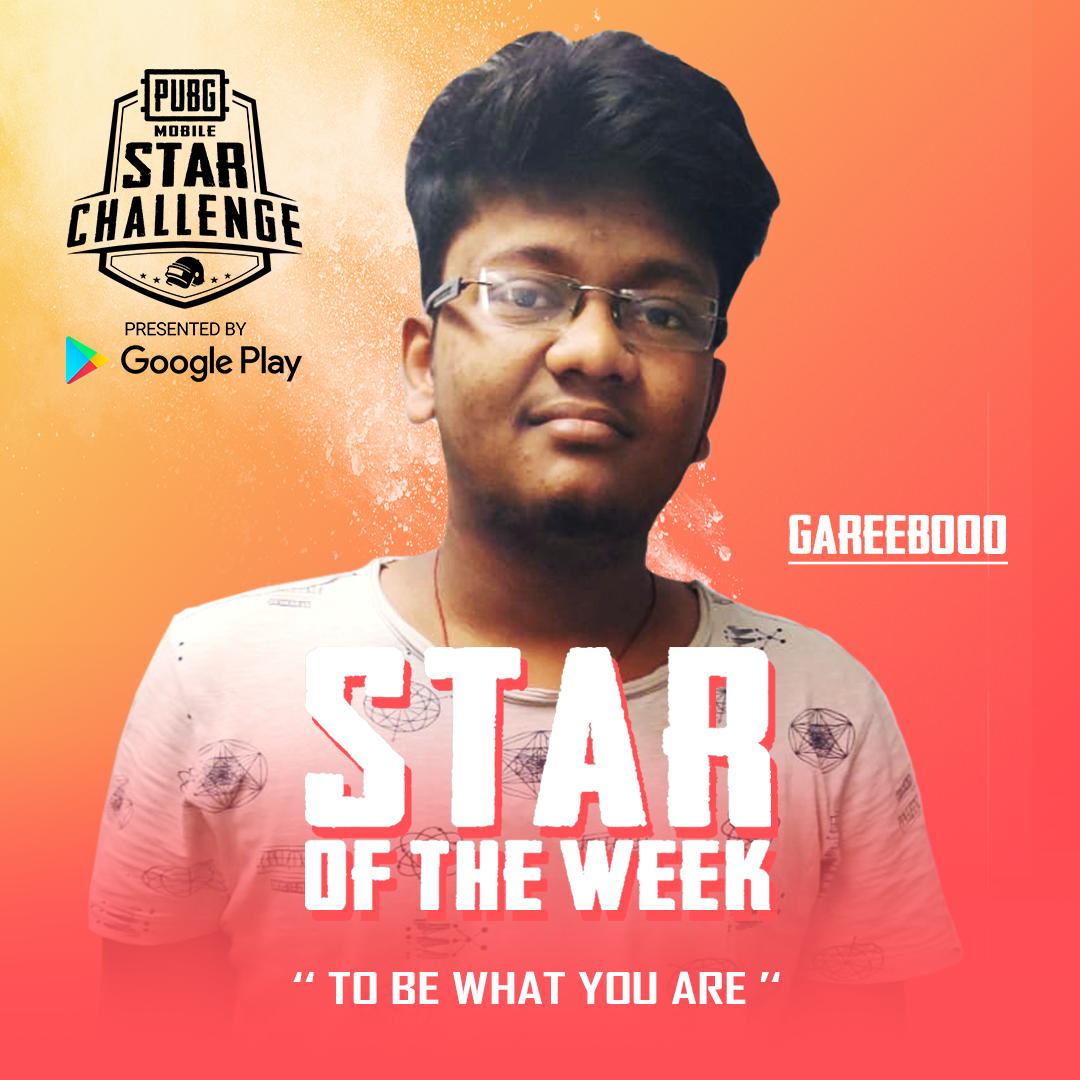 PUBG
MOBILE
STAR
CHALLENGE
PRESENTED BY
Google Play
GAREEBOOO
STAR
OF THE WEEK
“ TO BE WHAT YOU ARE ”